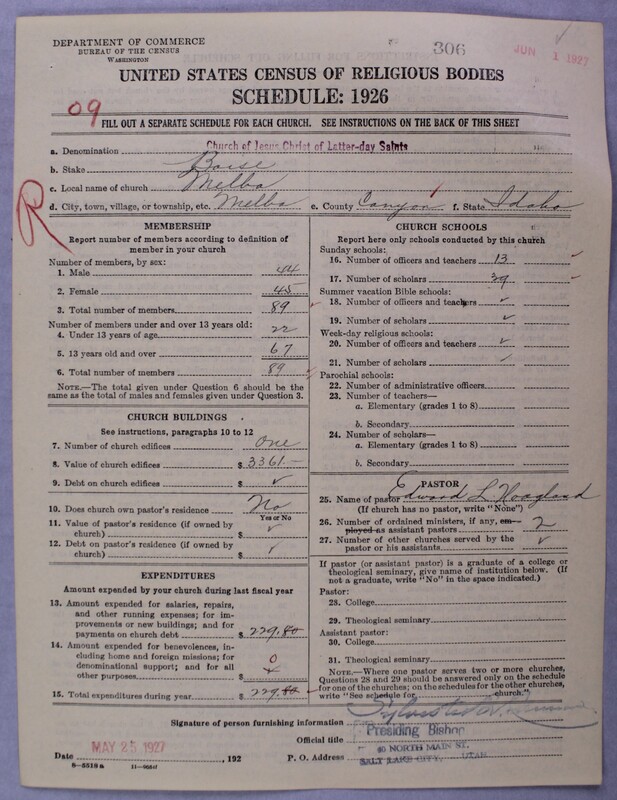 DEPARTMENT OF COMMERCE
BUREAU OF THE CENSUS
WASHINGTON
306
JUN 1 1927
UNITED STATES CENSUS OF RELIGIOUS BODIES
SCHEDULE: 1926
09
FILL OUT A SEPARATE SCHEDULE FOR EACH CHURCH. SEE INSTRUCTIONS ON THE BACK OF THIS SHEET
a. Denomination Church of Jesus Christ of Latter-day Saints
b. Stake Boise
c. Local name of church Melba
d. City, town, village, or township, etc. Melba e. County Canyon f. State Idaho
R
MEMBERSHIP
Report number of members according to definition of
member in your church
Number of members, by sex:
1. Male 44
2. Female 45
3. Total number of members 89
Number of members under and over 13 years old:
4. Under 13 years of age 22
5. 13 years old and over 67
6. Total number of members 89
NOTE.—The total given under Question 6 should be
the same as the total of males and females given under Question 3.
CHURCH BUILDINGS
See instructions, paragraphs 10 to 12
7. Number of church edifices One
8. Value of church edifices $ 3361.—
9. Debt on church edifices $ ✓
10. Does church own pastor's residence? No
Yes or No
11. Value of pastor's residence (if owned by
church) $ ✓
12. Debt on pastor's residence (if owned by
church) $ ✓
EXPENDITURES
Amount expended by your church during last fiscal year
13. Amount expended for salaries, repairs,
and other running expenses; for im-
provements or new buildings; and for
payments on church debt $ 229.80
14. Amount expended for benevolences, in-
cluding home and foreign missions; for
denominational support; and for all
other purposes $ 0
15. Total expenditures during year $ 229.80
CHURCH SCHOOLS
Report here only schools conducted by this church
Sunday schools:
16. Number of officers and teachers 13
17. Number of scholars 39
Summer vacation Bible schools:
18. Number of officers and teachers ✓
19. Number of scholars ✓
Week-day religious schools:
20. Number of officers and teachers ✓
21. Number of scholars ✓
Parochial schools:
22. Number of administrative officers
23. Number of teachers—
a. Elementary (grades 1 to 8)
b. Secondary
24. Number of scholars—
a. Elementary (grades 1 to 8)
b. Secondary
PASTOR
25. Name of pastor Edward L Hoagland
(If church has no pastor, write "None")
26. Number of ordained ministers, if any, em-
ployed as assistant pastors 2
27. Number of other churches served by the
pastor or his assistants ✓
If pastor (or assistant pastor) is a graduate of a college or
theological seminary, give name of institution below. (If
not a graduate, write "No" in the space indicated.)
Pastor:
28. College
29. Theological seminary
Assistant pastor:
30. College
31. Theological seminary
NOTE.—Where one pastor serves two or more churches,
Questions 28 and 29 should be answered only on the schedule
for one of the churches; on the schedules for the other churches,
write "See schedule for church."
Signature of person furnishing information
Official title Presiding Bishop
40 NORTH MAIN ST.
P. O. Address SALT LAKE CITY, UTAH
Date MAY 25 1927, 192